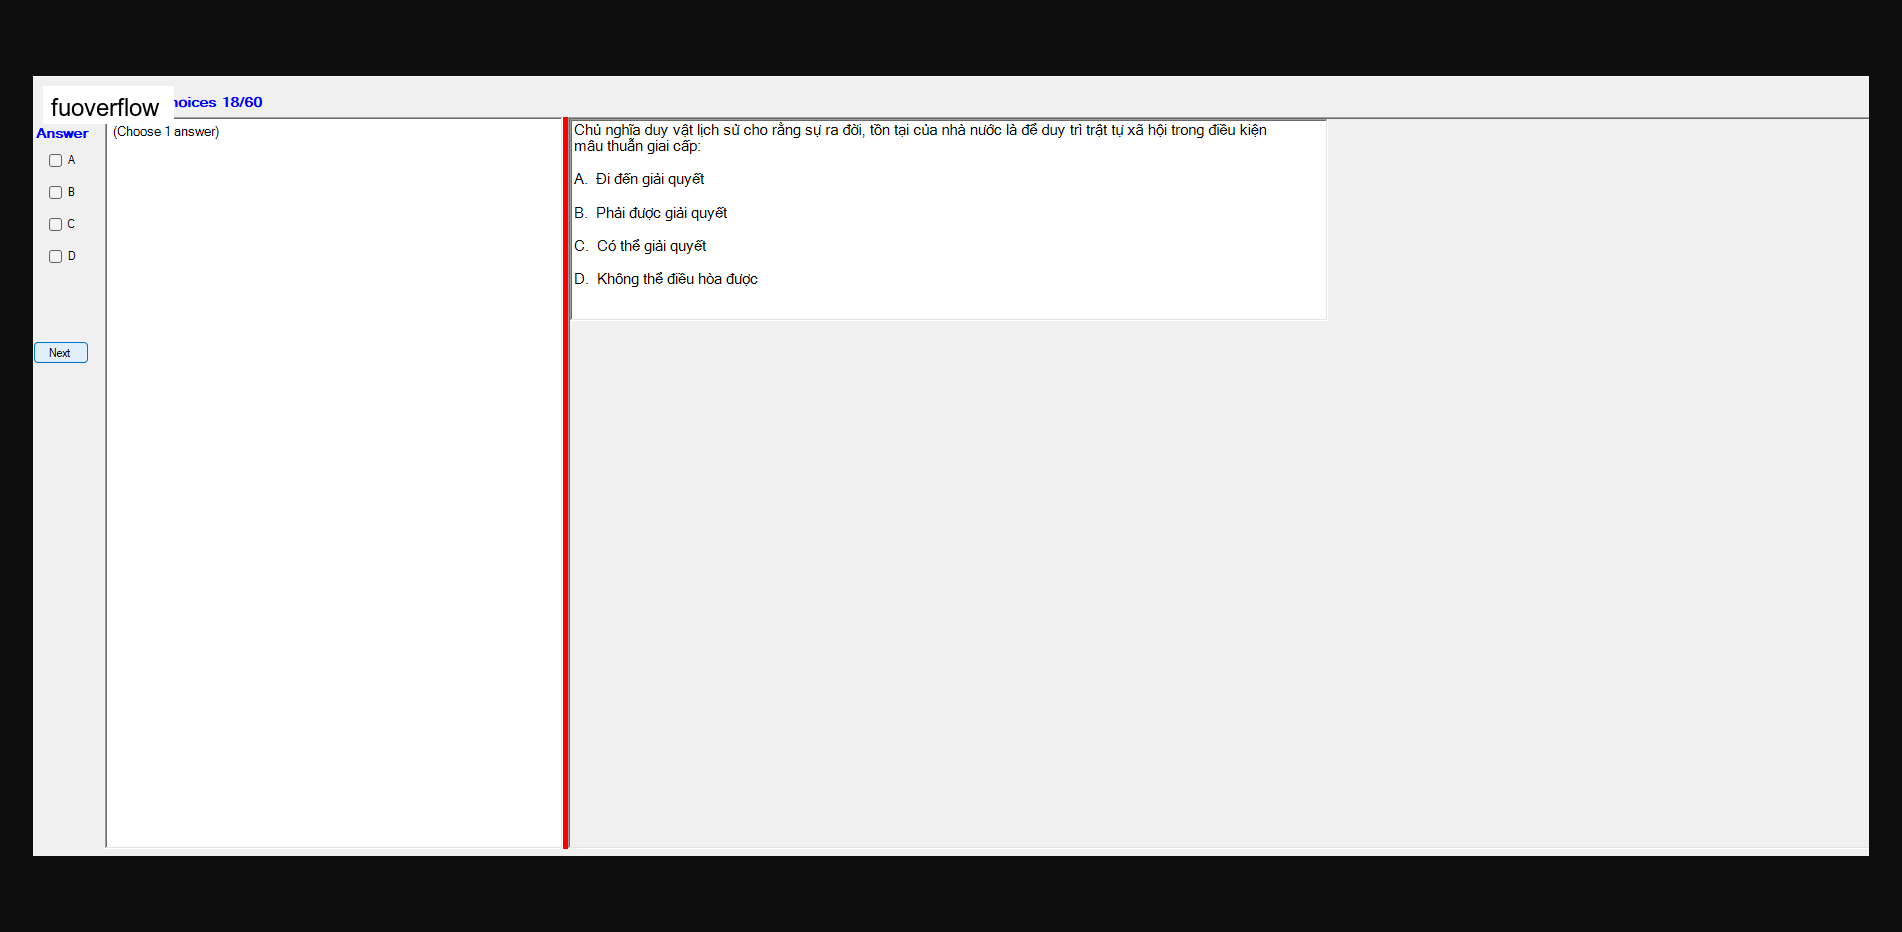 fuoverflow
hoices 18/60
Answer
(Choose 1 answer)
A
B
C
D
Next
Chủ nghĩa duy vật lịch sử cho rằng sự ra đời, tồn tại của nhà nước là để duy trì trật tự xã hội trong điều kiện
mâu thuẫn giai cấp:
A. Đi đến giải quyết
B. Phải được giải quyết
C. Có thể giải quyết
D. Không thể điều hòa được